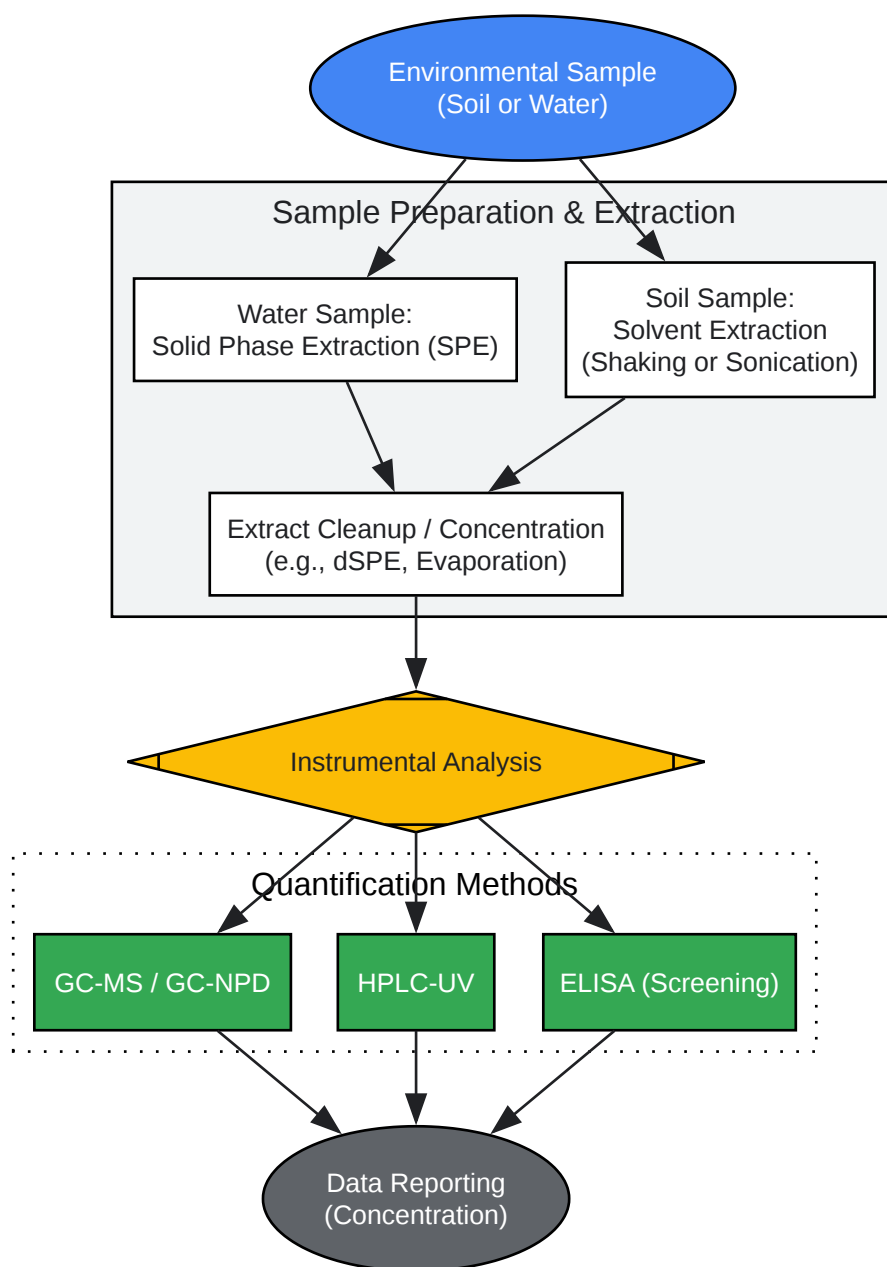 Environmental Sample
(Soil or Water)
Sample Preparation & Extraction
Water Sample:
Solid Phase Extraction (SPE)
Soil Sample:
Solvent Extraction
(Shaking or Sonication)
Extract Cleanup / Concentration
(e.g., dSPE, Evaporation)
Instrumental Analysis
Quantification Methods
GC-MS / GC-NPD
HPLC-UV
ELISA (Screening)
Data Reporting
(Concentration)